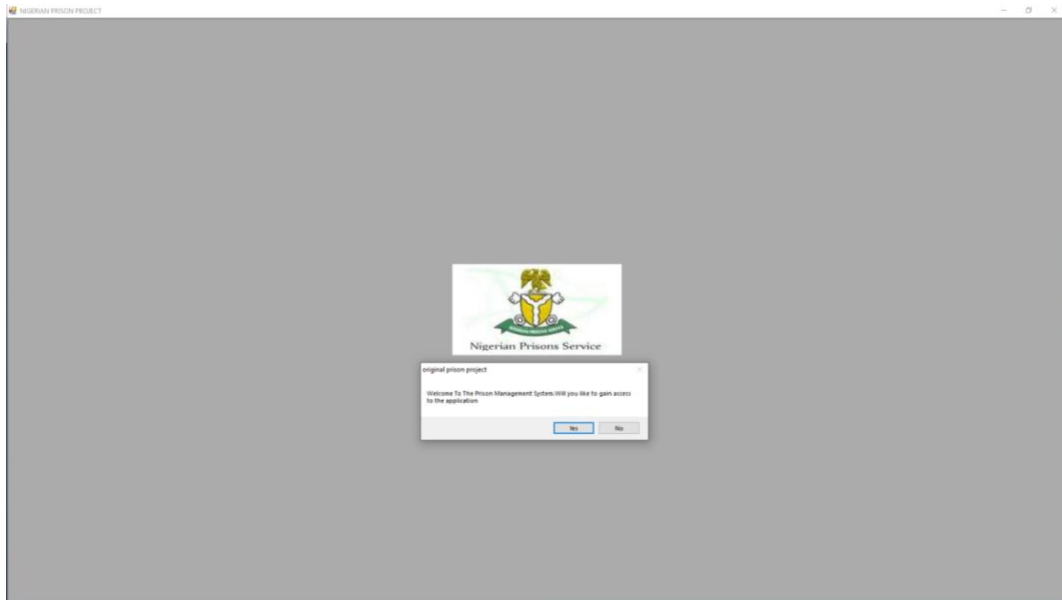 NIGERIAN PRISON PROJECT
Nigerian Prisons Service
original prison project
Welcome To The Prison Management System.Will you like to gain access
to the application
Yes
No